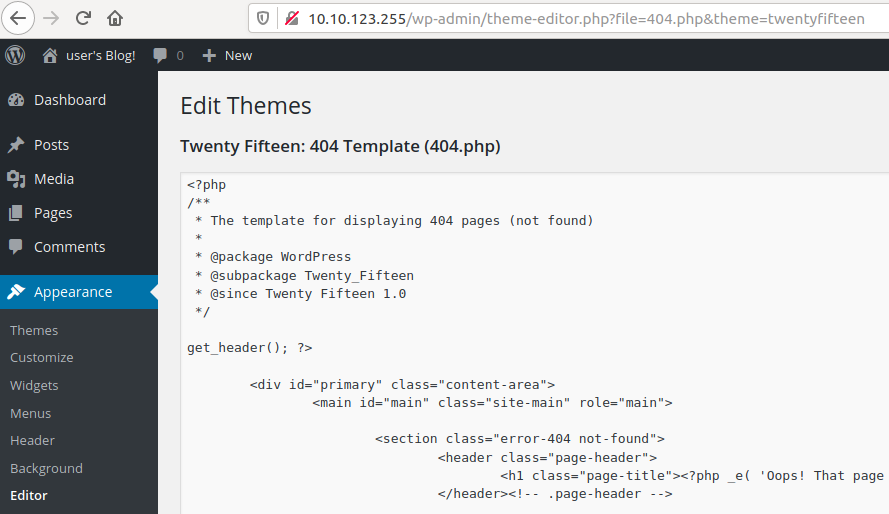 10.10.123.255/wp-admin/theme-editor.php?file=404.php&theme=twentyfifteen
user's Blog! 0 New
Dashboard
Posts
Media
Pages
Comments
Appearance
Themes
Customize
Widgets
Menus
Header
Background
Editor
Edit Themes
Twenty Fifteen: 404 Template (404.php)
<?php
/**
 * The template for displaying 404 pages (not found)
 *
 * @package WordPress
 * @subpackage Twenty_Fifteen
 * @since Twenty Fifteen 1.0
 */
get_header(); ?>
<div id="primary" class="content-area">
<main id="main" class="site-main" role="main">
<section class="error-404 not-found">
<header class="page-header">
<h1 class="page-title"><?php _e( 'Oops! That page
</header><!-- .page-header -->